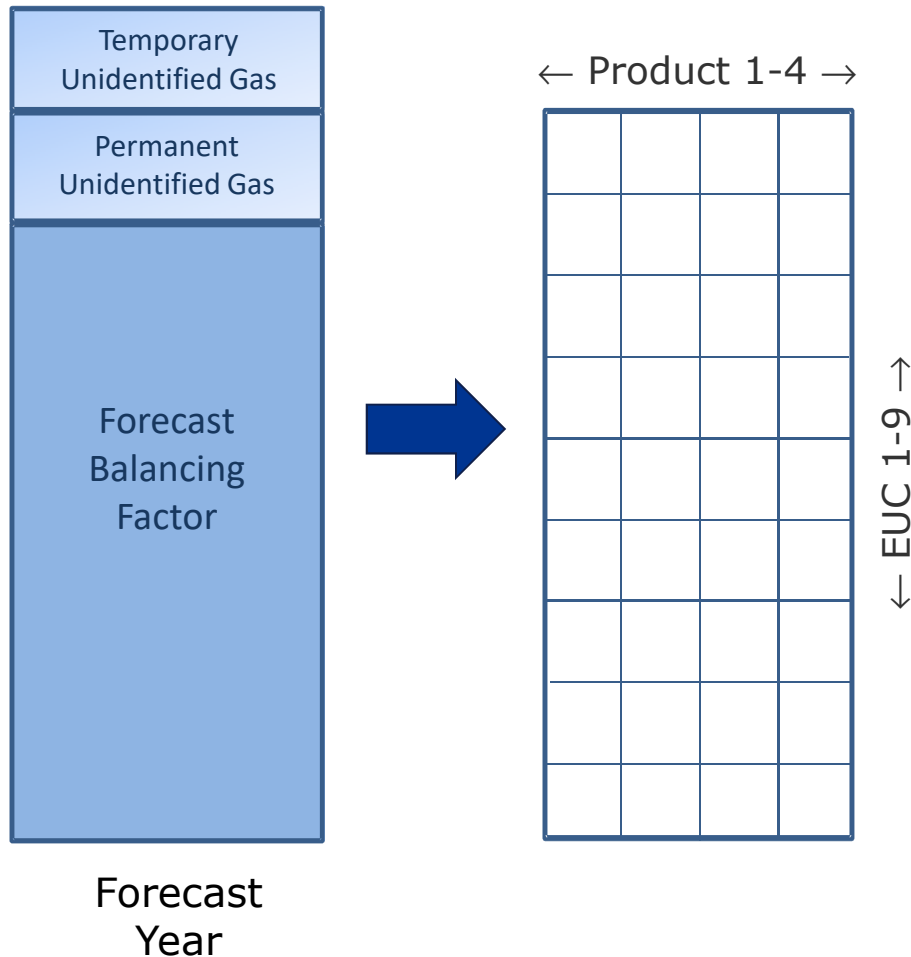 Temporary
Unidentified Gas
Permanent
Unidentified Gas
Forecast
Balancing
Factor
Forecast
Year
← Product 1-4 →
← EUC 1-9 →